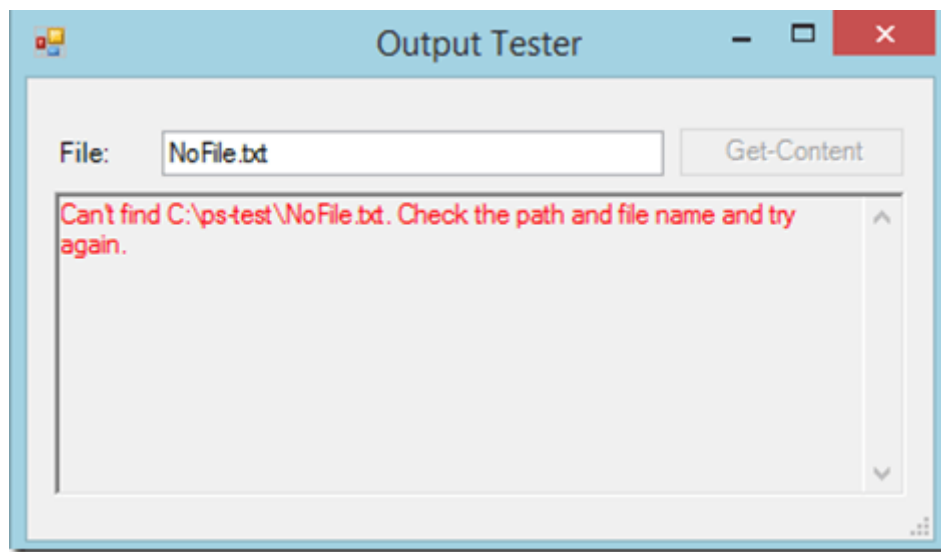 Output Tester
File: NoFile.txt Get-Content
Can't find C:\ps-test\NoFile.txt. Check the path and file name and try
again.